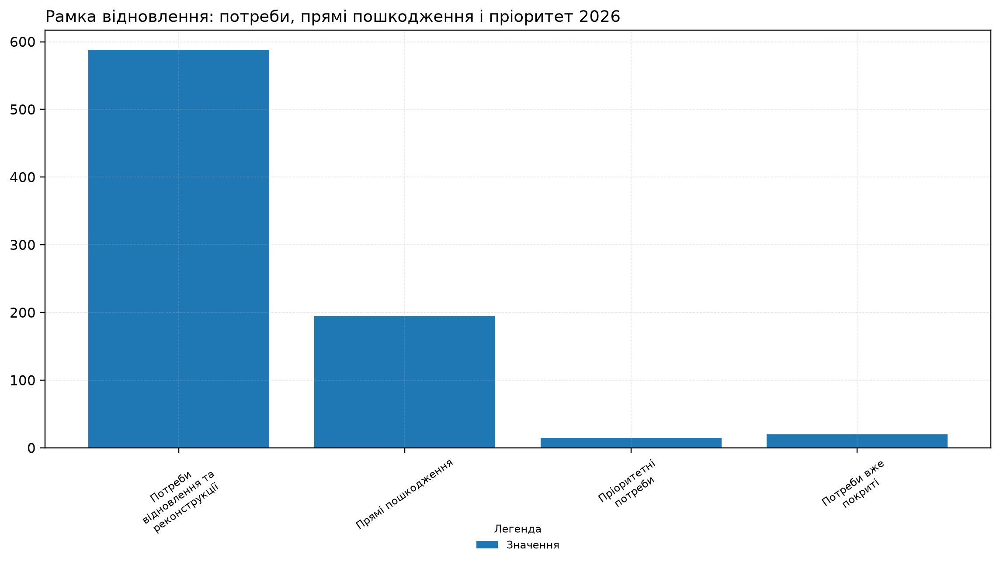 Рамка відновлення: потреби, прямі пошкодження і пріоритет 2026
600
500
400
300
200
100
0
Потреби
відновлення та
реконструкції
Прямі пошкодження
Пріоритетні
потреби
Потреби вже
покриті
Легенда
Значення